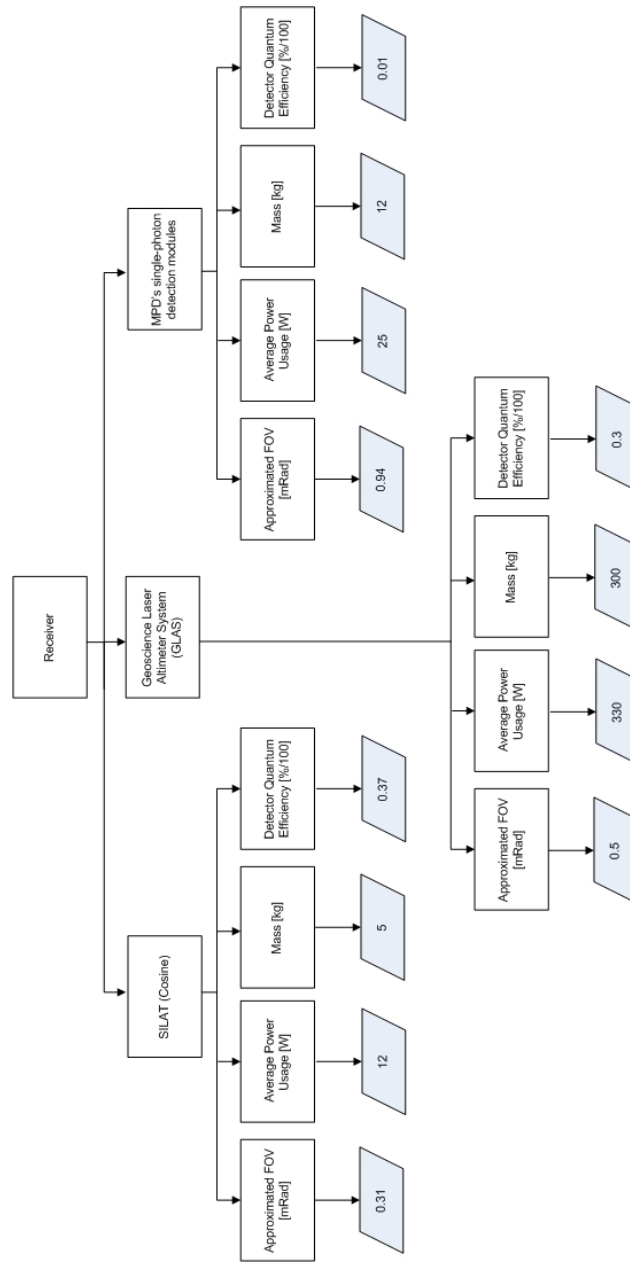 Receiver
SILAT (Cosine)
Geoscience Laser
Altimeter System
(GLAS)
MPD's single-photon
detection modules
Approximated FOV
[mRad]
Average Power
Usage [W]
Mass [kg]
Detector Quantum
Efficiency [%/100]
0.31
12
5
0.37
Approximated FOV
[mRad]
Average Power
Usage [W]
Mass [kg]
Detector Quantum
Efficiency [%/100]
0.94
25
12
0.01
Approximated FOV
[mRad]
Average Power
Usage [W]
Mass [kg]
Detector Quantum
Efficiency [%/100]
0.5
330
300
0.3